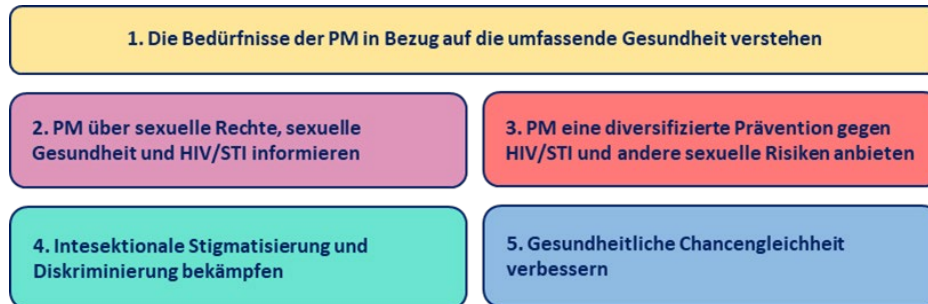 1. Die Bedürfnisse der PM in Bezug auf die umfassende Gesundheit verstehen
2. PM über sexuelle Rechte, sexuelle
Gesundheit und HIV/STI informieren
3. PM eine diversifizierte Prävention gegen
HIV/STI und andere sexuelle Risiken anbieten
4. Intesektionale Stigmatisierung und
Diskriminierung bekämpfen
5. Gesundheitliche Chancengleichheit
verbessern